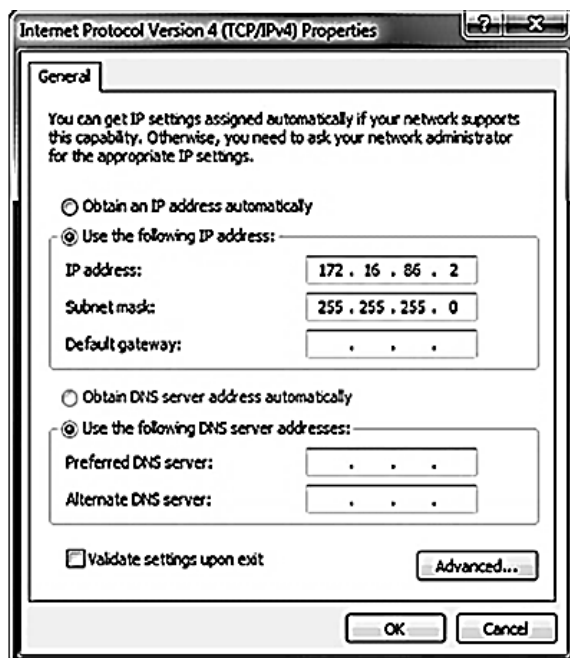 Internet Protocol Version 4 (TCP/IPv4) Properties
?
X
General
You can get IP settings assigned automatically if your network supports
this capability. Otherwise, you need to ask your network administrator
for the appropriate IP settings.
Obtain an IP address automatically
Use the following IP address:
IP address: 172 . 16 . 86 . 2
Subnet mask: 255 . 255 . 255 . 0
Default gateway: . . .
Obtain DNS server address automatically
Use the following DNS server addresses:
Preferred DNS server: . . .
Alternate DNS server: . . .
Validate settings upon exit
Advanced...
OK Cancel